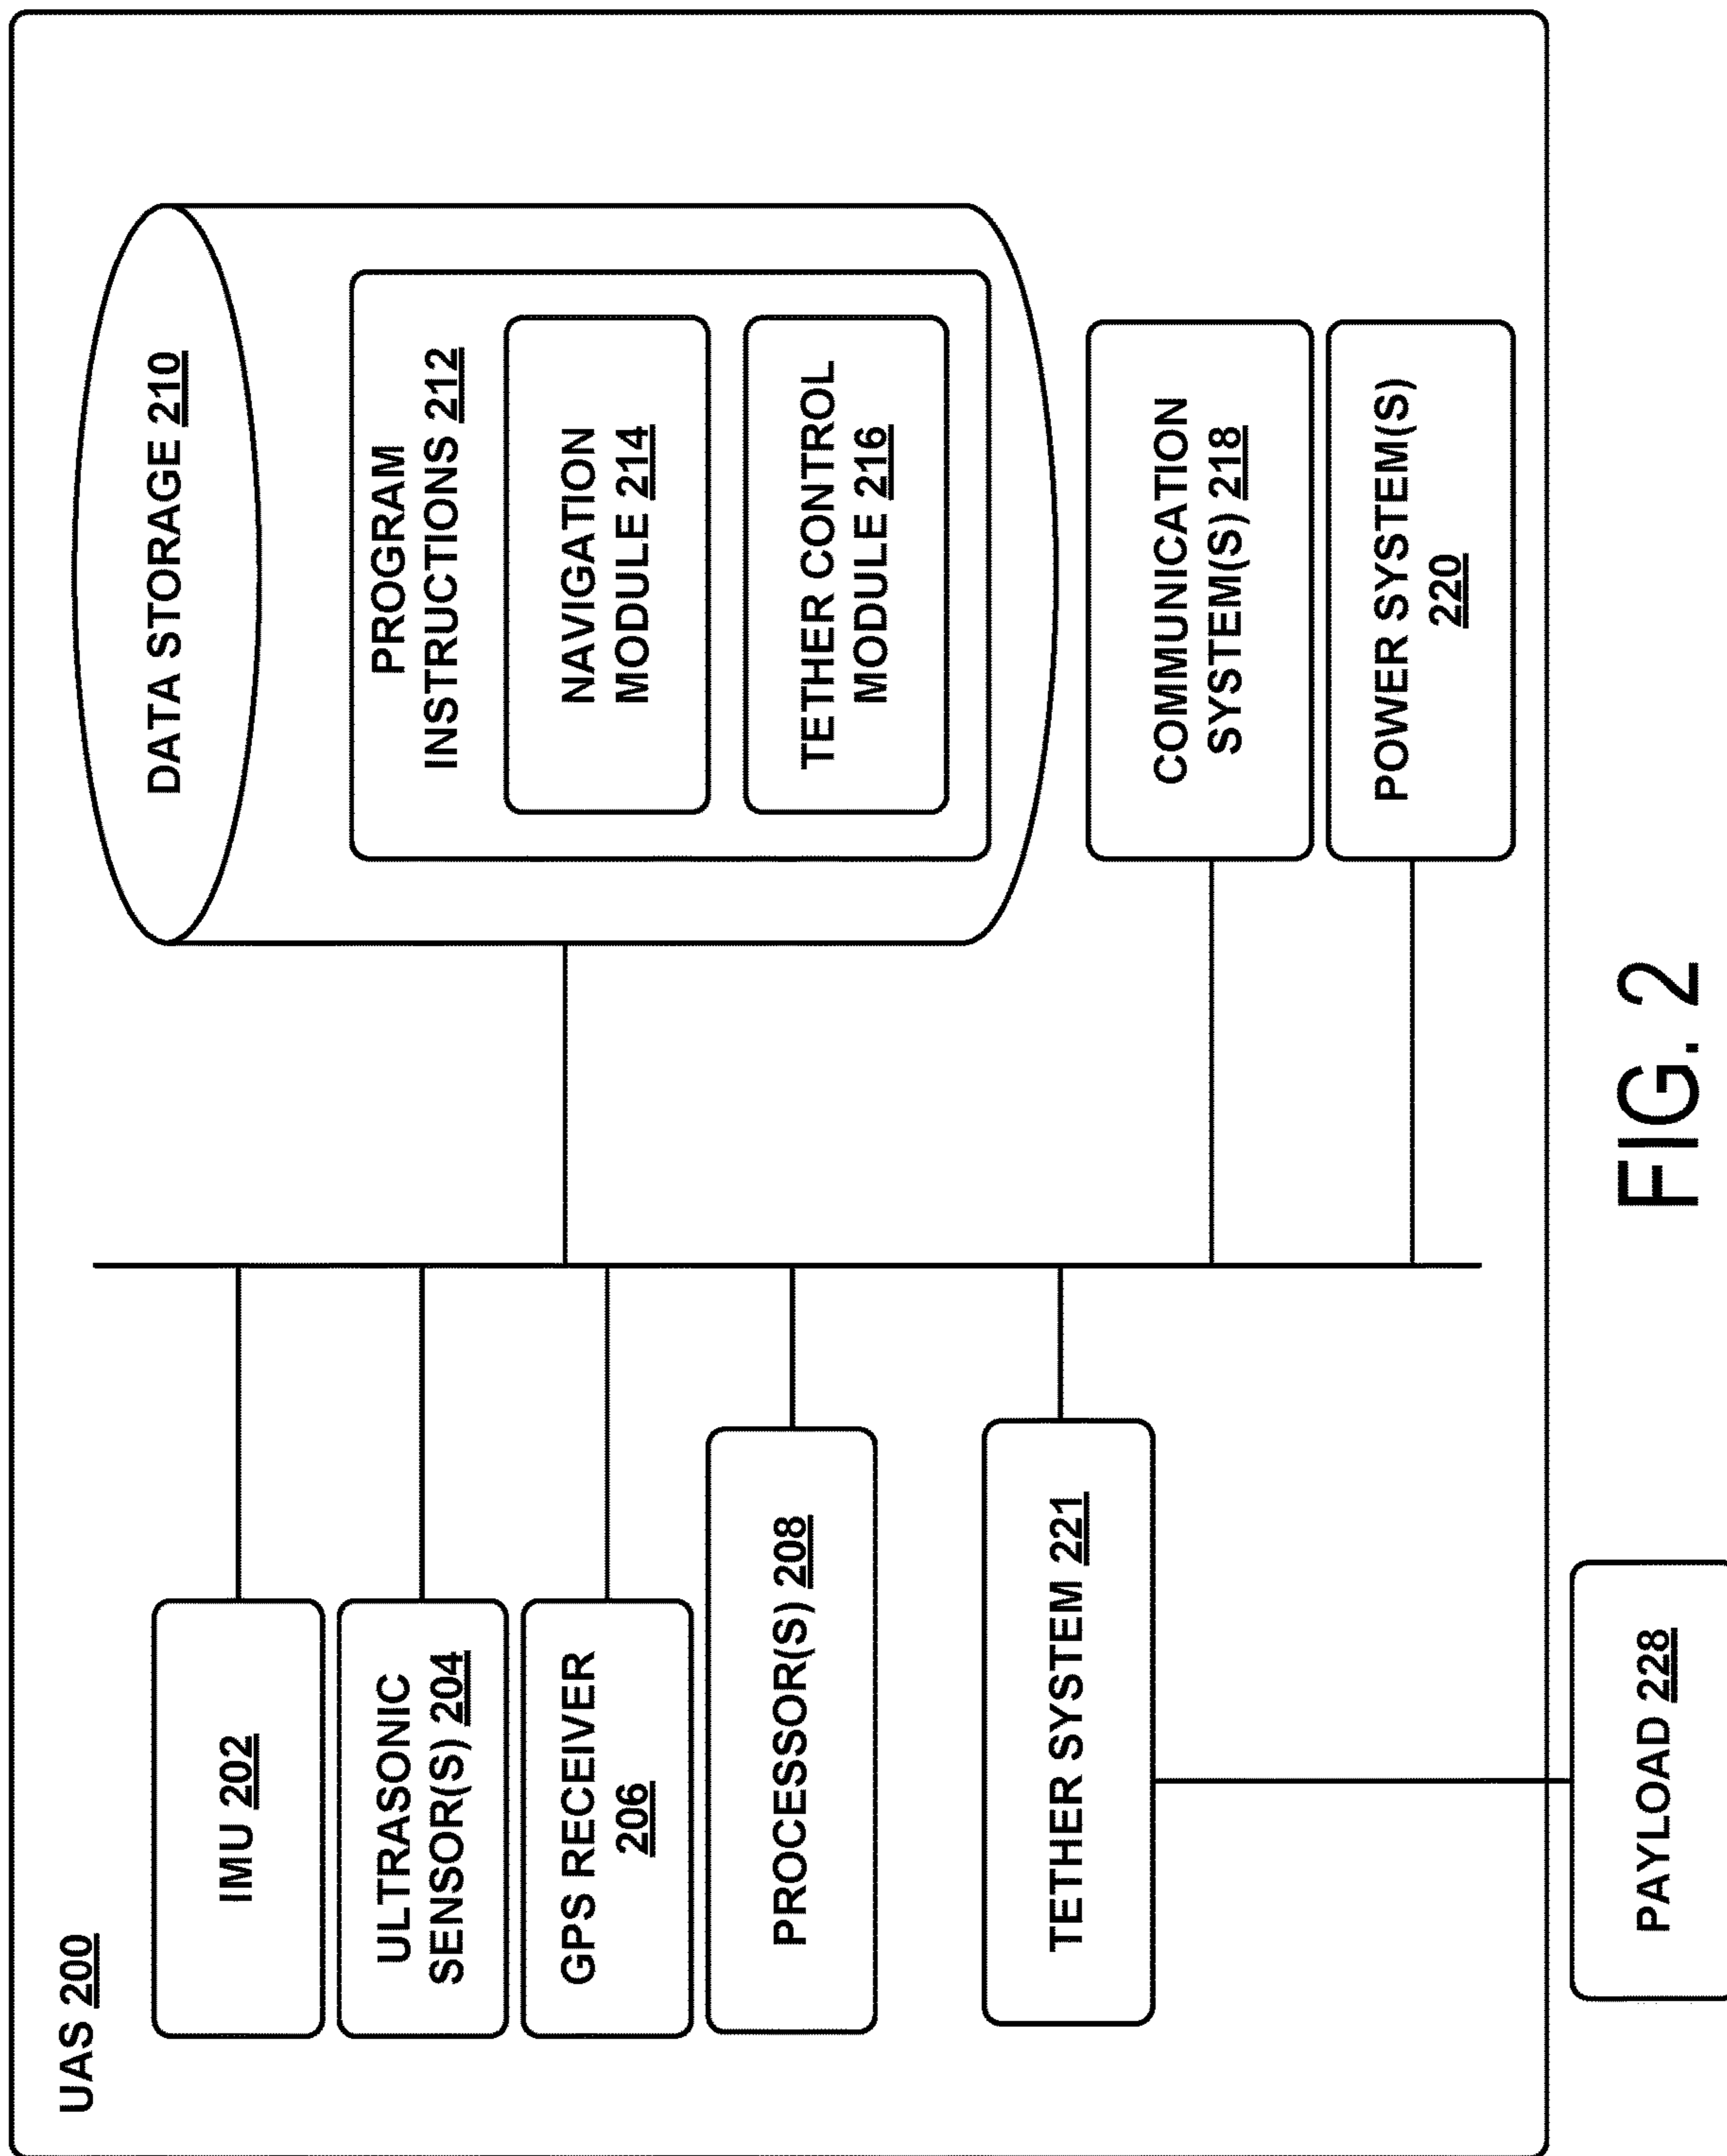 UAS 200
IMU 202
ULTRASONIC
SENSOR(S) 204
GPS RECEIVER
206
PROCESSOR(S) 208
TETHER SYSTEM 221
PAYLOAD 228
DATA STORAGE 210
PROGRAM
INSTRUCTIONS 212
NAVIGATION
MODULE 214
TETHER CONTROL
MODULE 216
COMMUNICATION
SYSTEM(S) 218
POWER SYSTEM(S)
220
FIG. 2